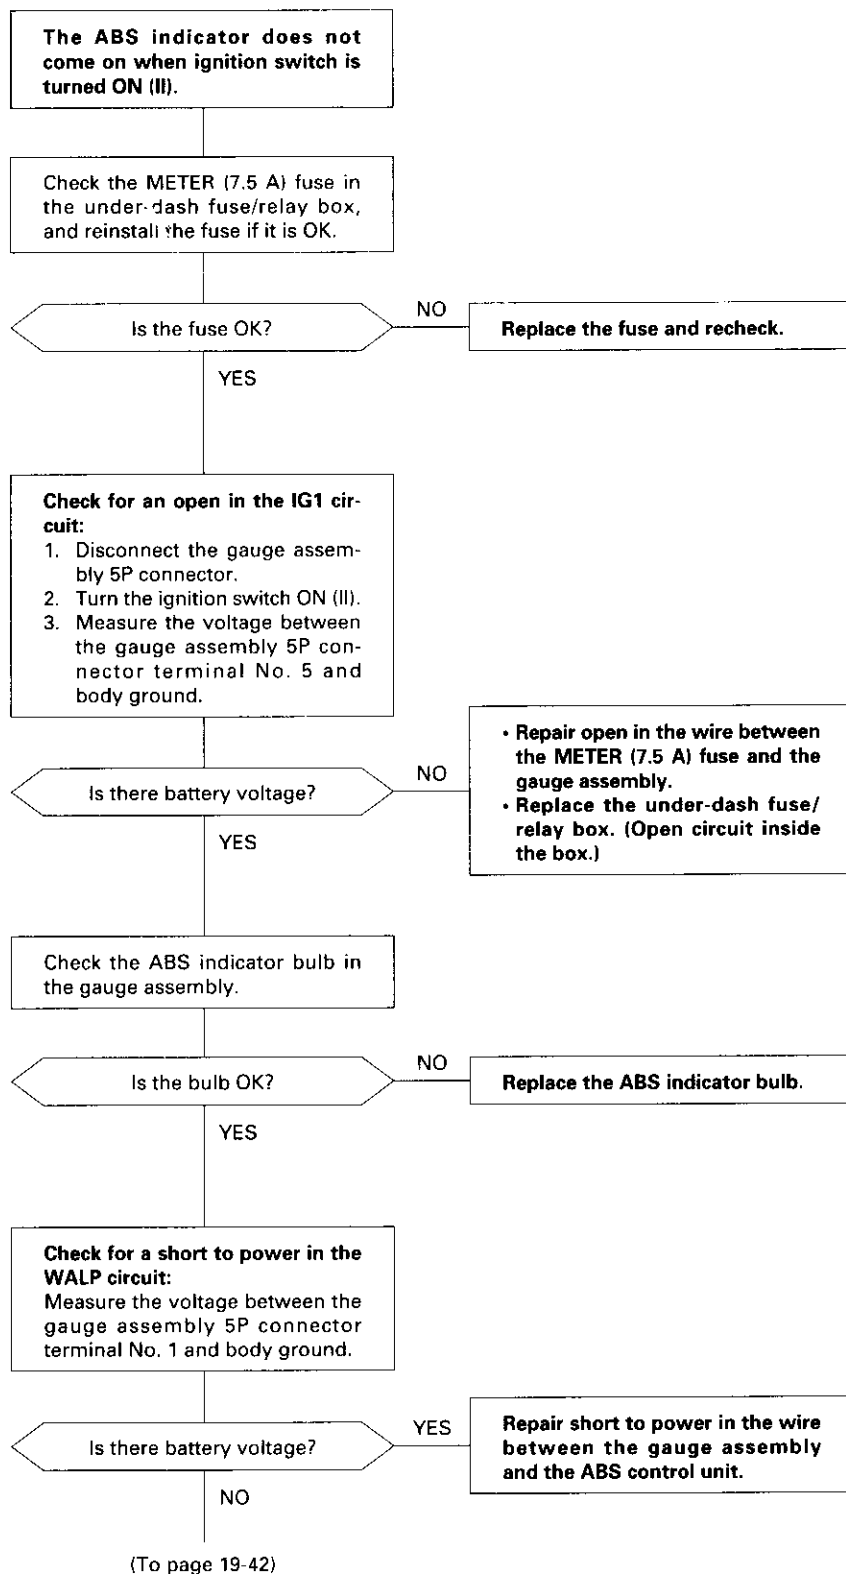 The ABS indicator does not
come on when ignition switch is
turned ON (II).
Check the METER (7.5 A) fuse in
the under-dash fuse/relay box,
and reinstall the fuse if it is OK.
Is the fuse OK?
NO
Replace the fuse and recheck.
YES
Check for an open in the IG1 cir-
cuit:
1. Disconnect the gauge assem-
bly 5P connector.
2. Turn the ignition switch ON (II).
3. Measure the voltage between
the gauge assembly 5P con-
nector terminal No. 5 and
body ground.
Is there battery voltage?
NO
• Repair open in the wire between
the METER (7.5 A) fuse and the
gauge assembly.
• Replace the under-dash fuse/
relay box. (Open circuit inside
the box.)
YES
Check the ABS indicator bulb in
the gauge assembly.
Is the bulb OK?
NO
Replace the ABS indicator bulb.
YES
Check for a short to power in the
WALP circuit:
Measure the voltage between the
gauge assembly 5P connector
terminal No. 1 and body ground.
Is there battery voltage?
YES
Repair short to power in the wire
between the gauge assembly
and the ABS control unit.
NO
(To page 19-42)